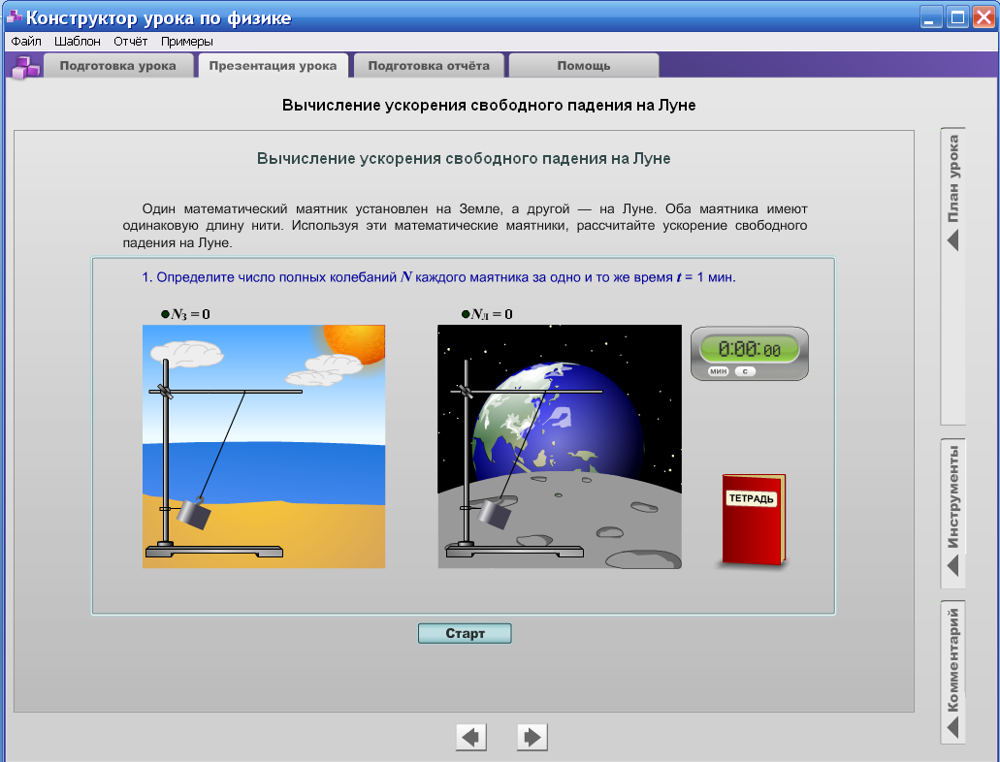 Конструктор урока по физике
Файл Шаблон Отчёт Примеры
Подготовка урока Презентация урока Подготовка отчёта Помощь
Вычисление ускорения свободного падения на Луне
Вычисление ускорения свободного падения на Луне
Один математический маятник установлен на Земле, а другой — на Луне. Оба маятника имеют
одинаковую длину нити. Используя эти математические маятники, рассчитайте ускорение свободного
падения на Луне.
1. Определите число полных колебаний N каждого маятника за одно и то же время t = 1 мин.
NЗ = 0
NЛ = 0
0:00:00
мин с
ТЕТРАДЬ
Старт
План урока
Инструменты
Комментарий